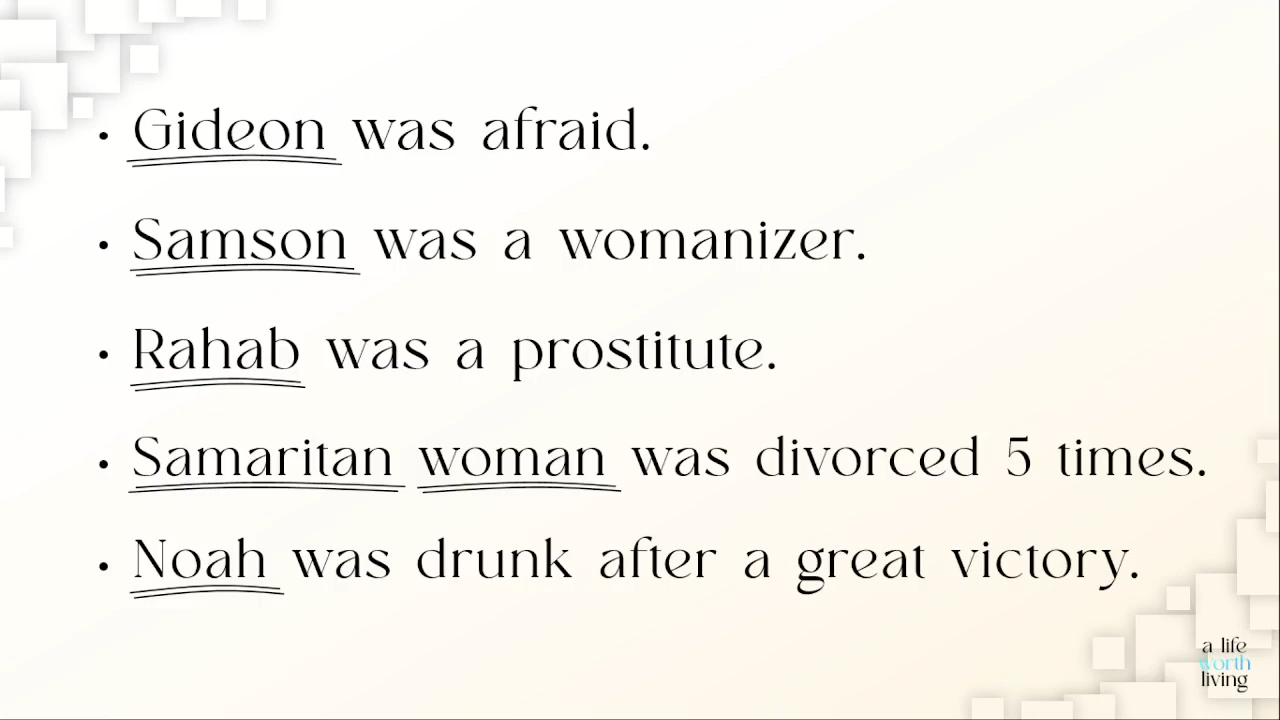 • Gideon was afraid.
• Samson was a womanizer.
• Rahab was a prostitute.
• Samaritan woman was divorced 5 times.
• Noah was drunk after a great victory.
a life
worth
living